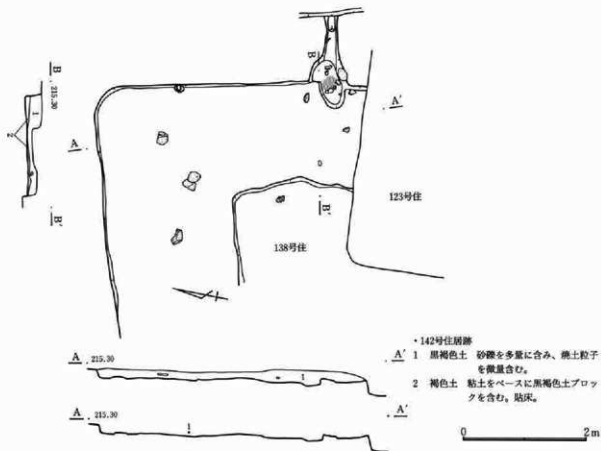 B
B
215.30
1
2
A
A'
B'
B'
123号住
138号住
A 215.30 A'
1
・142号住居跡
1 黒褐色土 砂礫を多量に含み、焼土粒子
を微量含む。
2 褐色土 粘土をベースに黒褐色土ブロッ
クを含む。貼床。
A 215.30 A'
1
0 2m